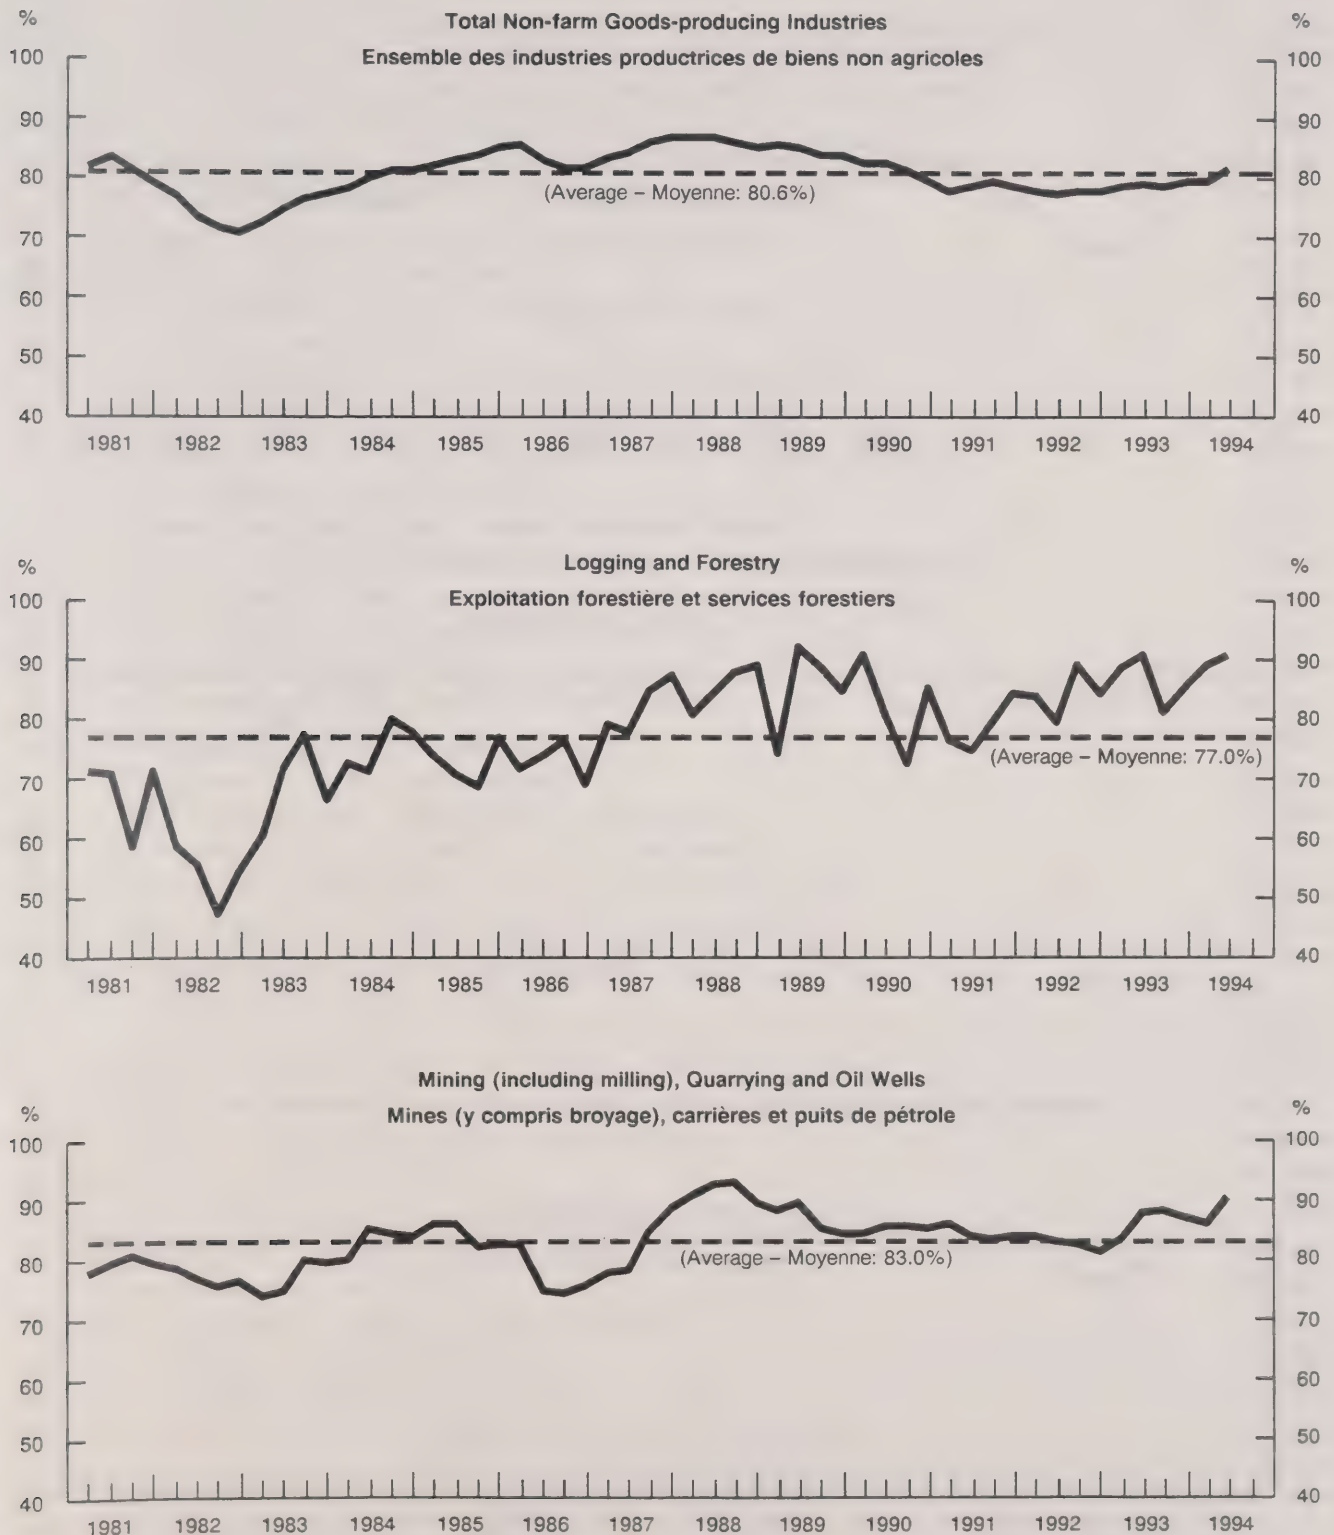 Total Non-farm Goods-producing Industries
Ensemble des industries productrices de biens non agricoles
% %
100 100
90 90
80 80
(Average – Moyenne: 80.6%)
70 70
60 60
50 50
40 40
1981 1982 1983 1984 1985 1986 1987 1988 1989 1990 1991 1992 1993 1994
Logging and Forestry
% %
Exploitation forestière et services forestiers
100 100
90 90
80 80
(Average – Moyenne: 77.0%)
70 70
60 60
50 50
40 40
1981 1982 1983 1984 1985 1986 1987 1988 1989 1990 1991 1992 1993 1994
Mining (including milling), Quarrying and Oil Wells
% %
Mines (y compris broyage), carrières et puits de pétrole
100 100
90 90
80 80
(Average – Moyenne: 83.0%)
70 70
60 60
50 50
40 40
1981 1982 1983 1984 1985 1986 1987 1988 1989 1990 1991 1992 1993 1994